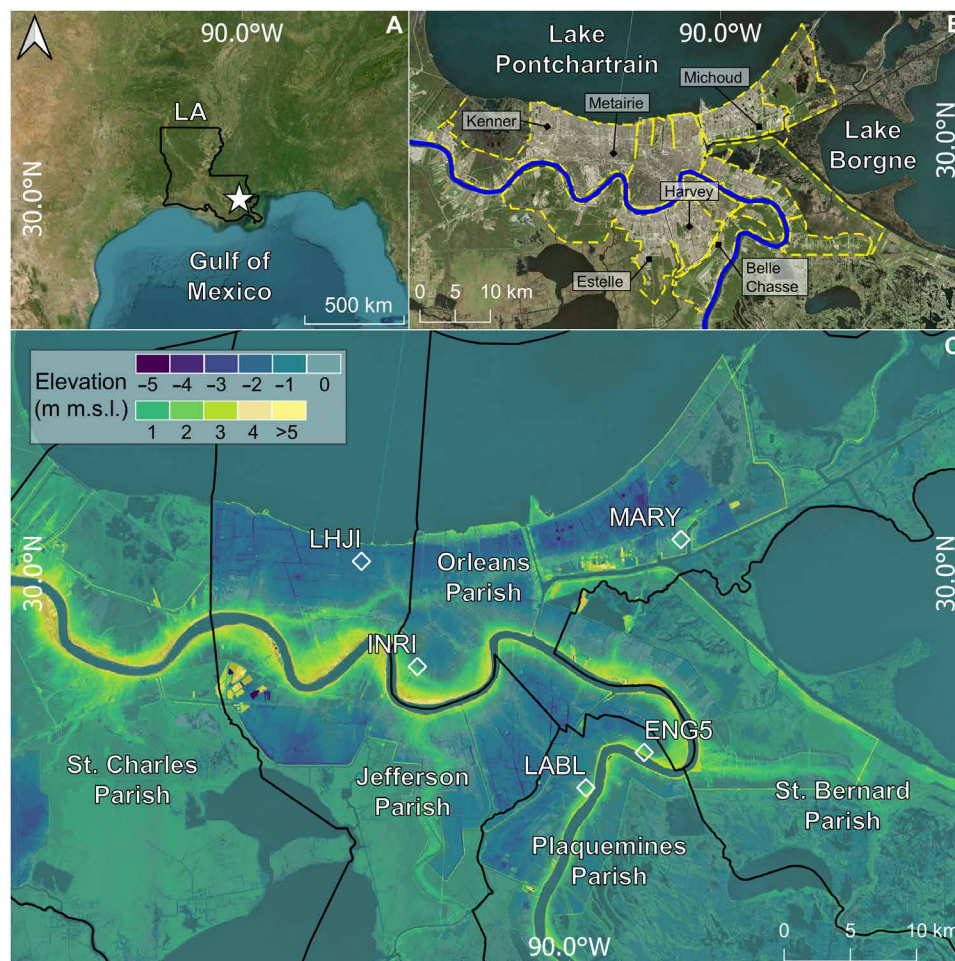 90.0°W
A
LA
30.0°N
Gulf of
Mexico
500 km
90.0°W
B
Lake
Pontchartrain
Michoud
Metairie
Kenner
Lake
Borgne
30.0°N
Harvey
Estelle
Belle
Chasse
0 5 10 km
C
Elevation
(m m.s.l.)
−5 −4 −3 −2 −1 0
1 2 3 4 >5
LHJI
MARY
Orleans
Parish
30.0°N
30.0°N
INRI
ENG5
LABL
St. Charles
Parish
Jefferson
Parish
St. Bernard
Parish
Plaquemines
Parish
90.0°W
0 5 10 km